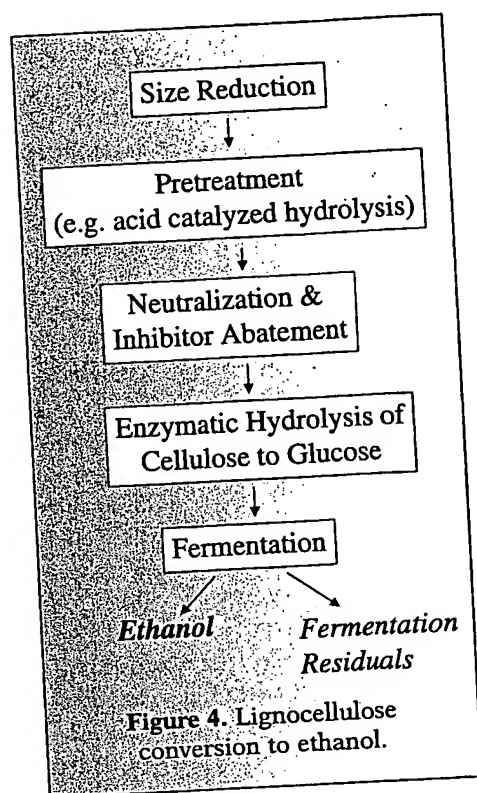 Size Reduction
Pretreatment
(e.g. acid catalyzed hydrolysis)
Neutralization &
Inhibitor Abatement
Enzymatic Hydrolysis of
Cellulose to Glucose
Fermentation
Ethanol
Fermentation
Residuals
Figure 4. Lignocellulose
conversion to ethanol.